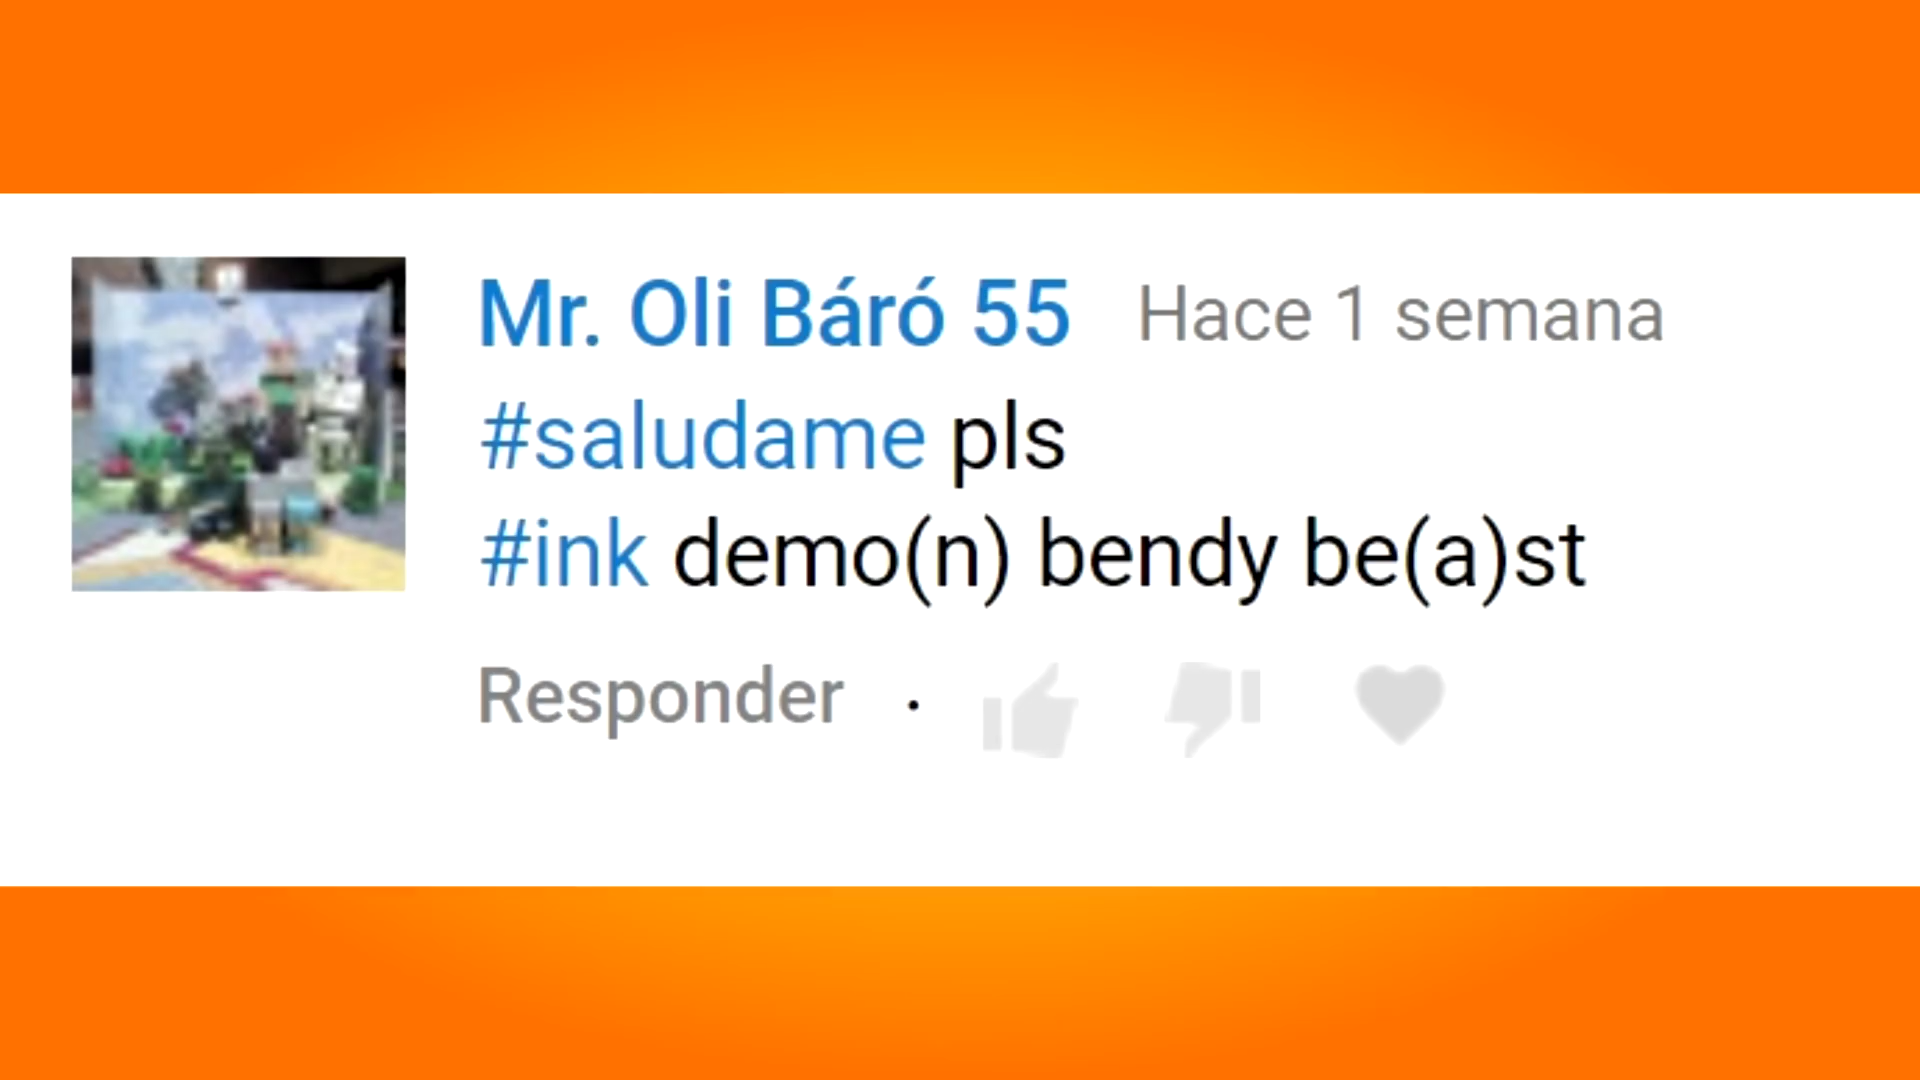 Mr. Oli Báró 55 Hace 1 semana
#saludame pls
#ink demo(n) bendy be(a)st
Responder ·